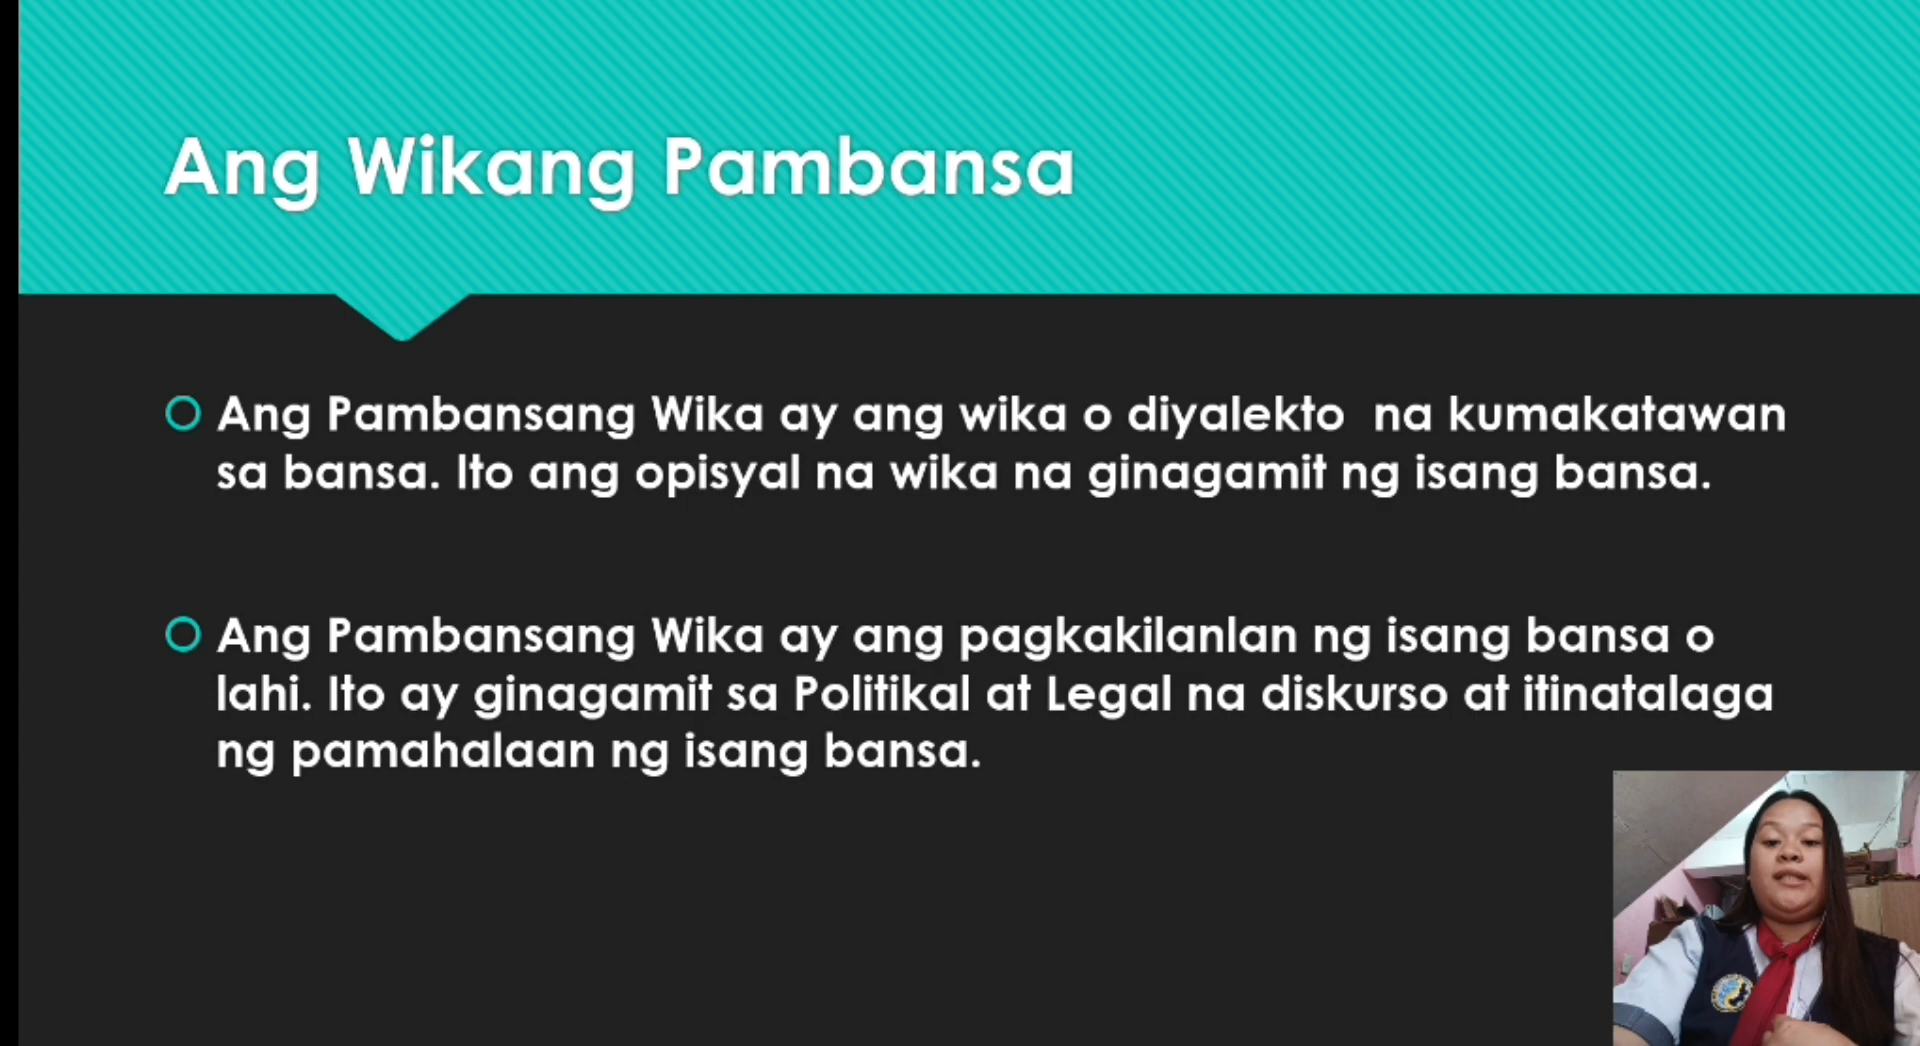 Ang Wikang Pambansa
Ang Pambansang Wika ay ang wika o diyalekto na kumakatawan
sa bansa. Ito ang opisyal na wika na ginagamit ng isang bansa.
Ang Pambansang Wika ay ang pagkakilanlan ng isang bansa o
lahi. Ito ay ginagamit sa Politikal at Legal na diskurso at itinatalaga
ng pamahalaan ng isang bansa.